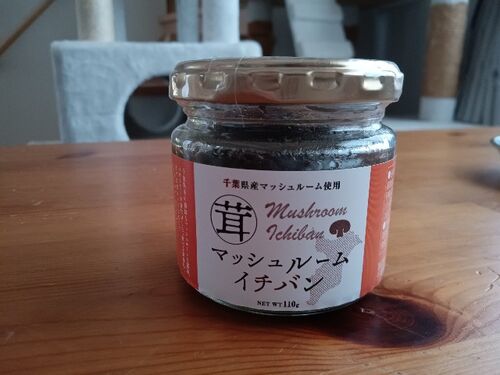 千葉県産マッシュルーム使用
茸
Mushroom
Ichiban
マッシュルーム
イチバン
NET WT 110g